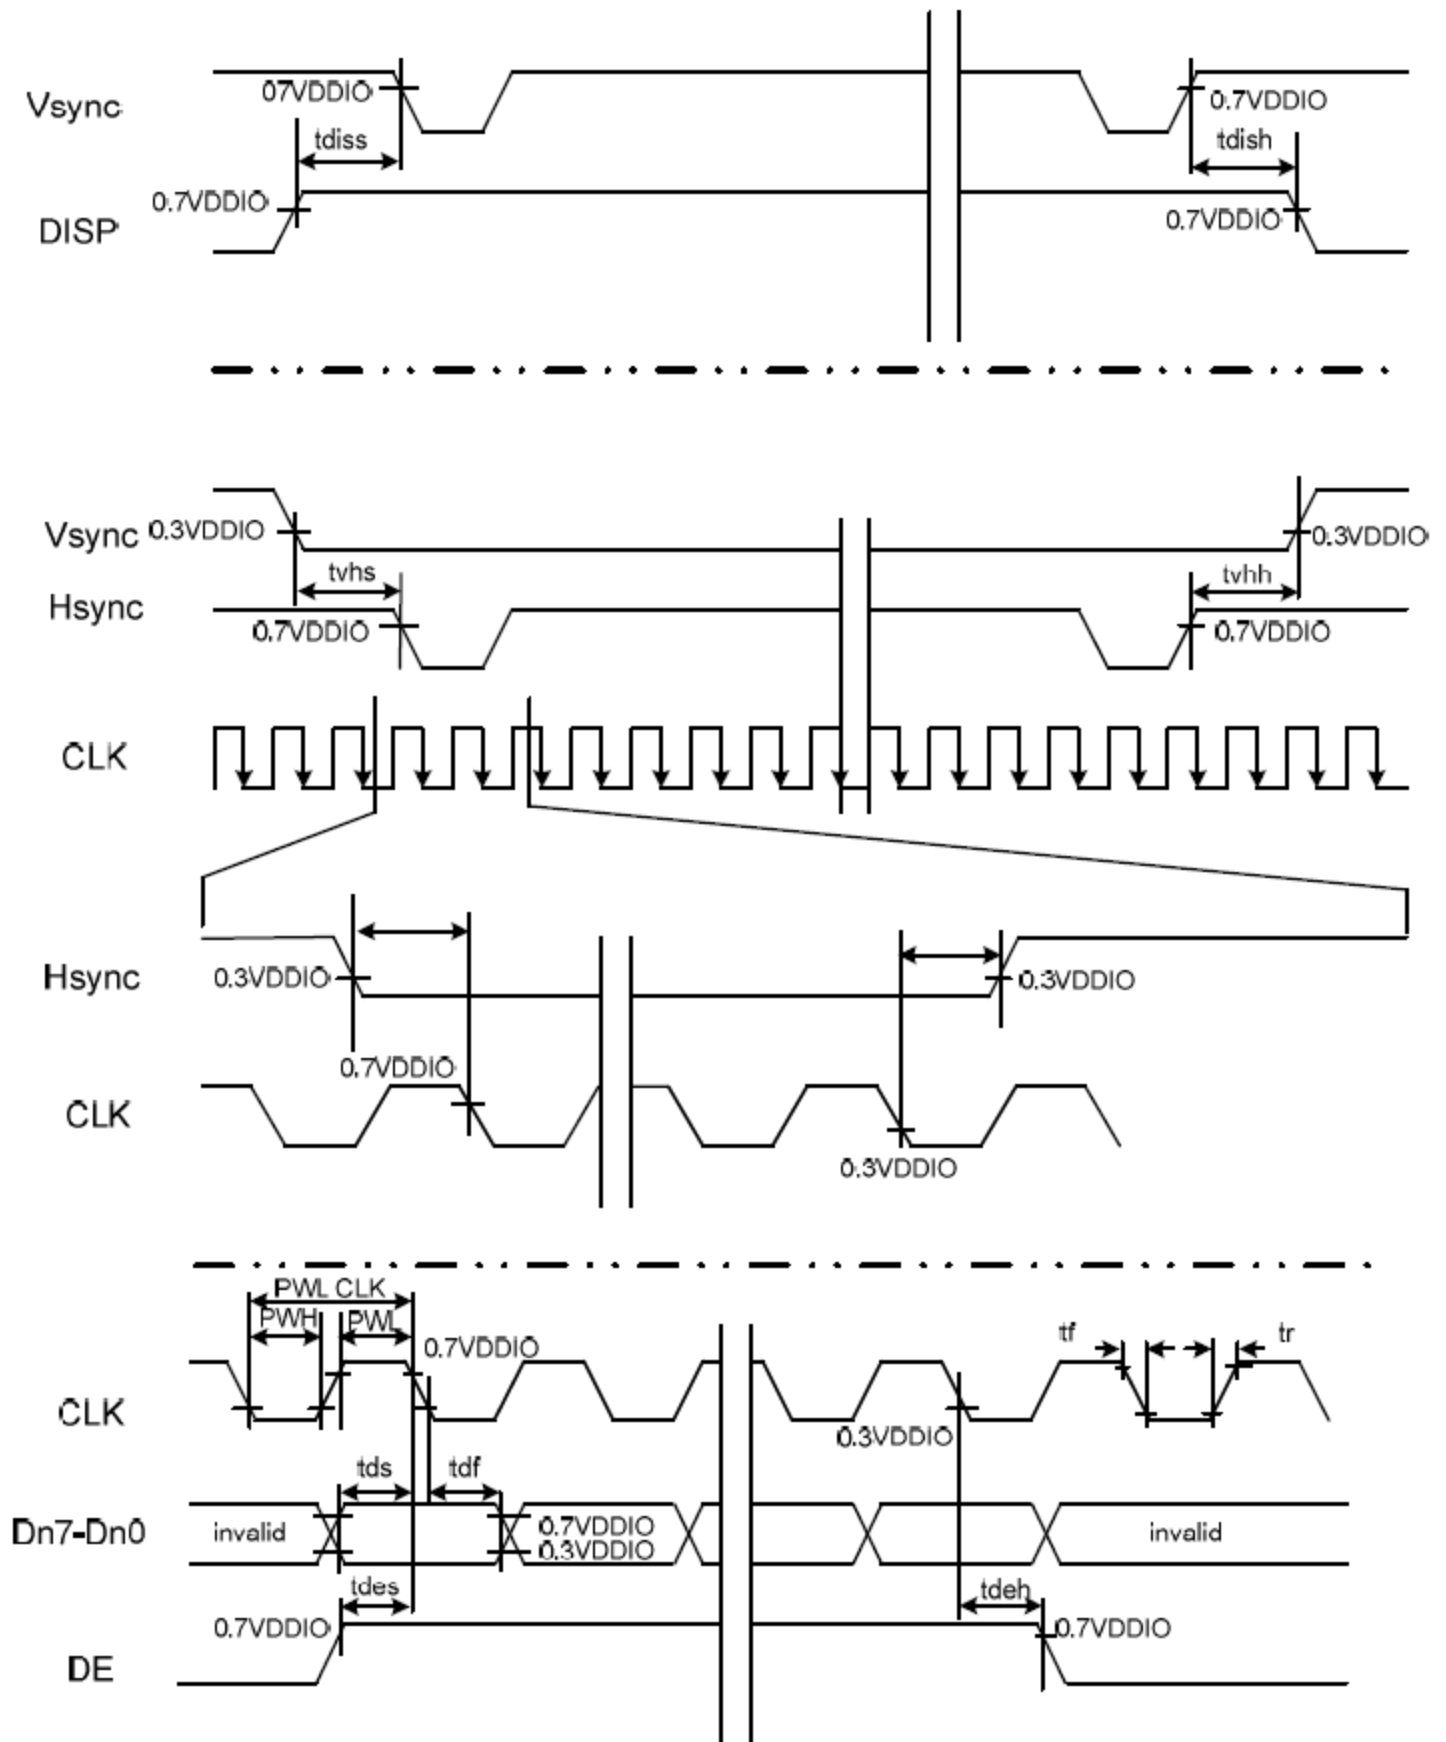 07VDDIO
Vsync
0.7VDDIO
tdiss
tdish
0.7VDDIO
DISP
0.7VDDIO
Vsync
0.3VDDIO
0.3VDDIO
tvhs
tvhh
Hsync
0.7VDDIO
0.7VDDIO
CLK
Hsync
0.3VDDIO
0.3VDDIO
0.7VDDIO
CLK
0.3VDDIO
PWL CLK
PWH
PWL
0.7VDDIO
tf
tr
CLK
0.3VDDIO
tds
tdf
Dn7-Dn0
invalid
0.7VDDIO
0.3VDDIO
invalid
tdes
tdeh
0.7VDDIO
0.7VDDIO
DE